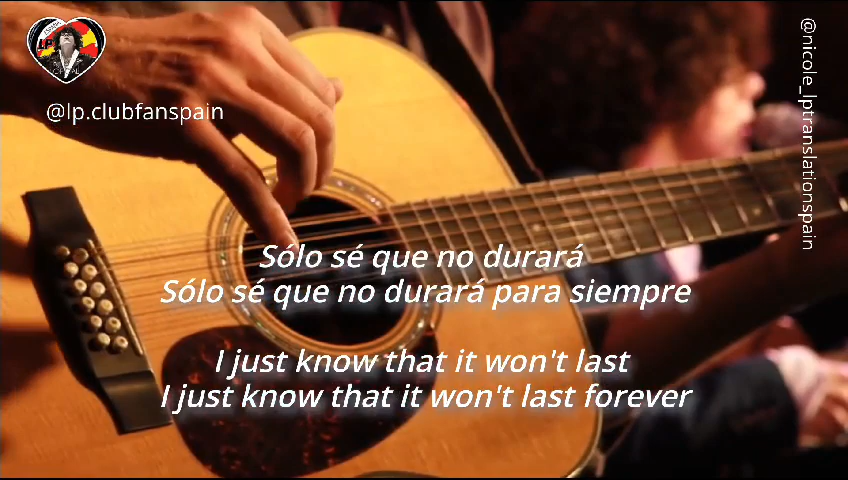 @lp.clubfanspain
@nicole_lptranslationspain
Sólo sé que no durará
Sólo sé que no durará para siempre
I just know that it won't last
I just know that it won't last forever